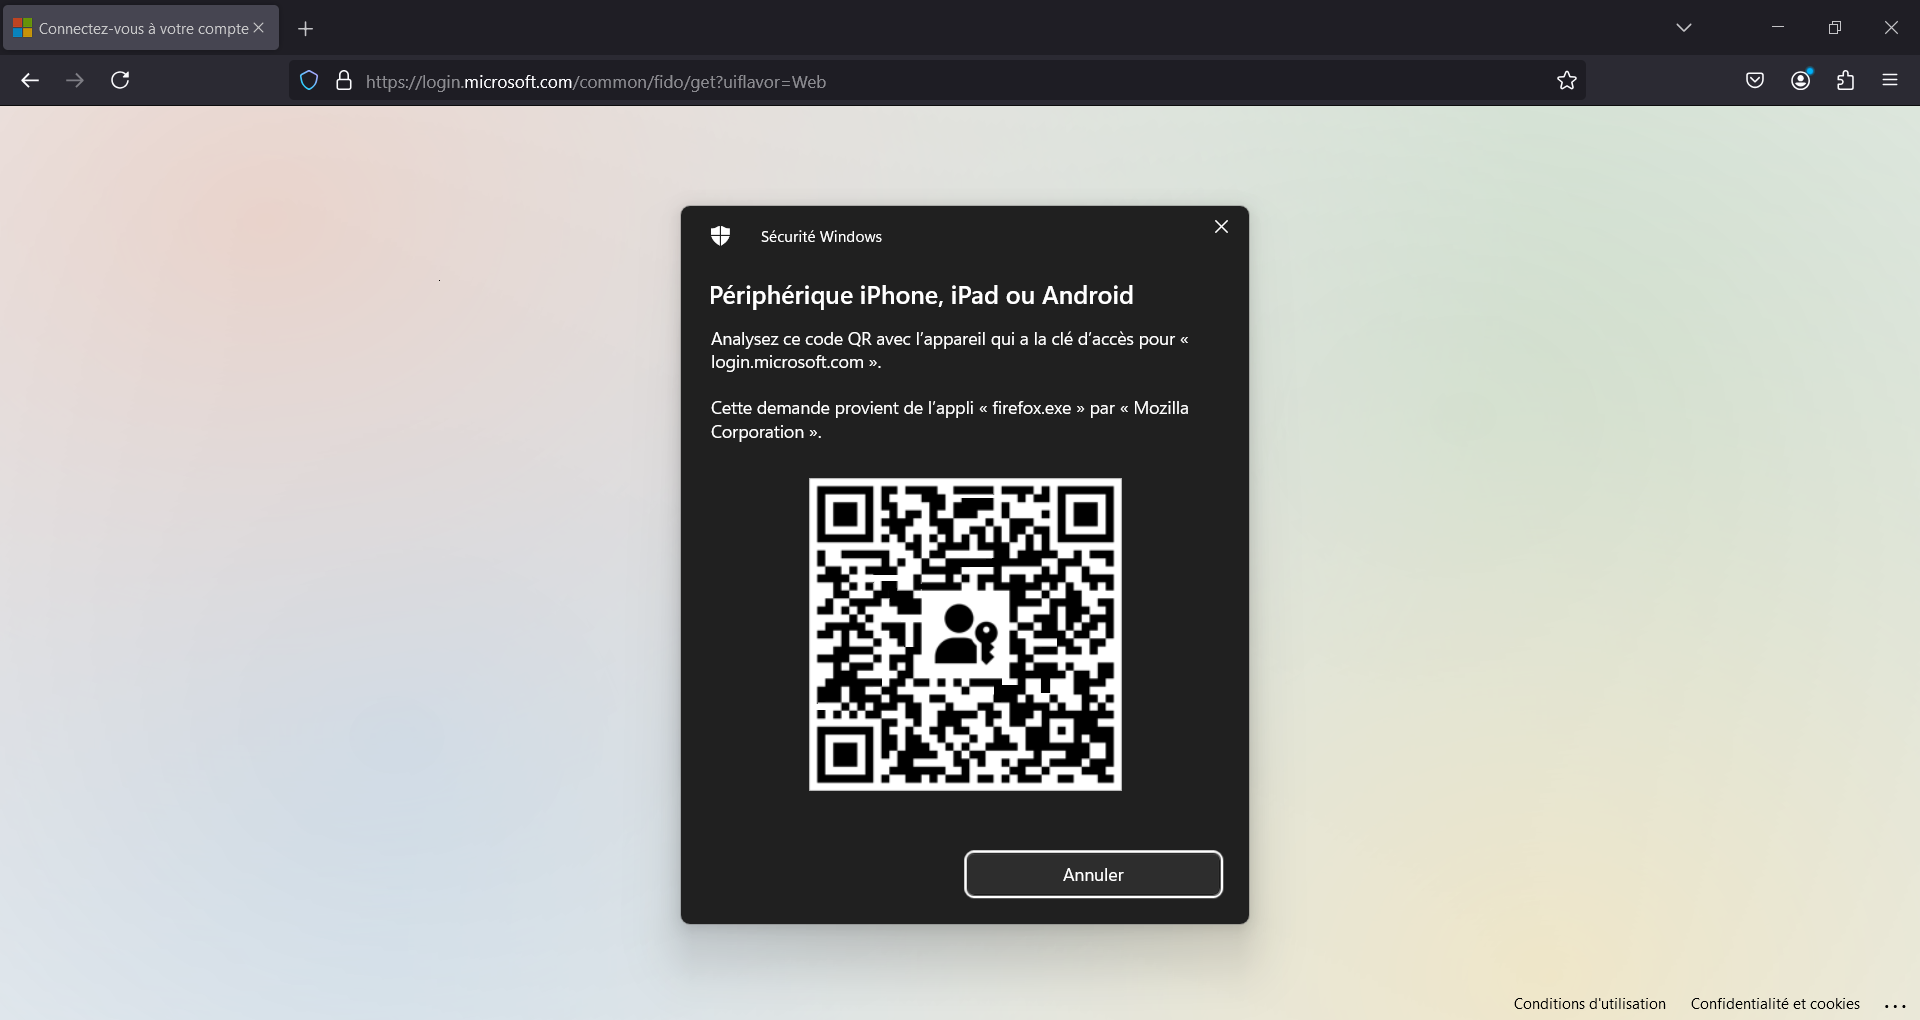 Connectez-vous à votre compte
https://login.microsoft.com/common/fido/get?uiflavor=Web
Sécurité Windows
Périphérique iPhone, iPad ou Android
Analysez ce code QR avec l'appareil qui a la clé d'accès pour «
login.microsoft.com ».
Cette demande provient de l'appli « firefox.exe » par « Mozilla
Corporation ».
Annuler
Conditions d'utilisation
Confidentialité et cookies
...